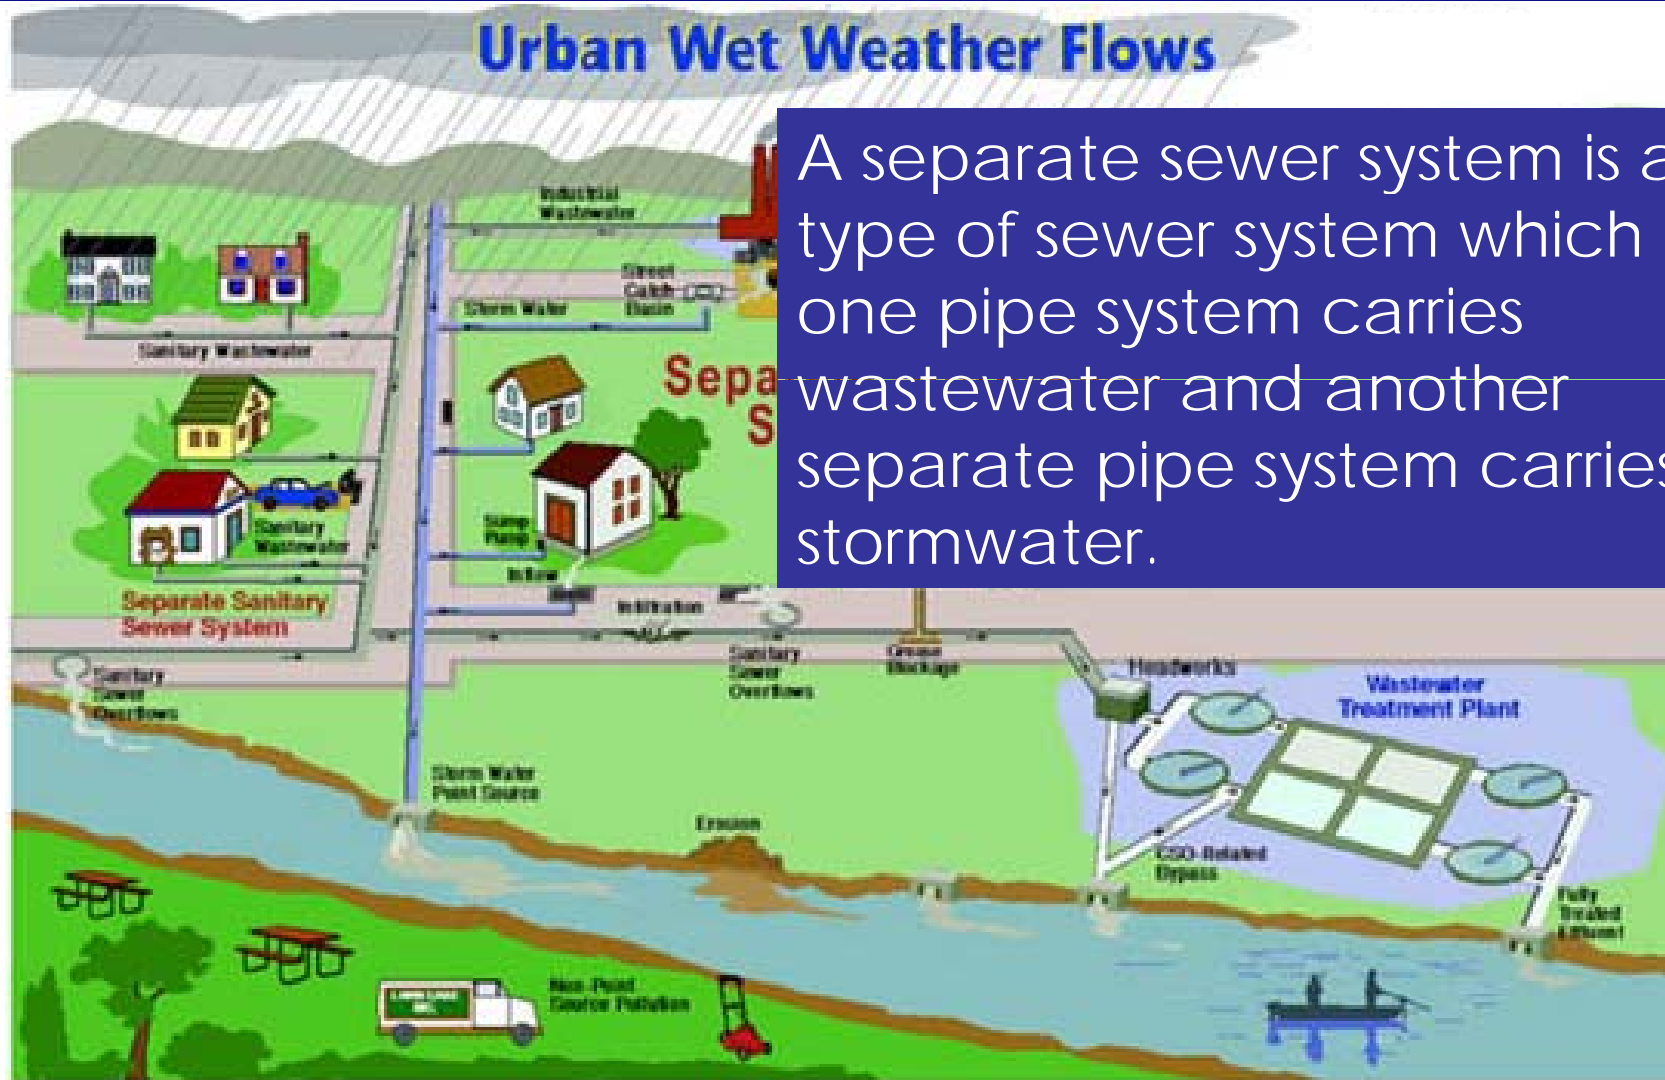 Urban Wet Weather Flows
A separate sewer system is a
type of sewer system which
one pipe system carries
wastewater and another
separate pipe system carries
stormwater.
Industrial
Wastewater
Street
Catch
Basin
Storm Water
Sanitary Wastewater
Sepa
S
Sump
Pump
Sanitary
Wastewater
Inflow
Infiltration
Separate Sanitary
Sewer System
Sanitary
Sewer
Overflows
Grease
Blockage
Headworks
Sanitary
Sewer
Overflows
Wastewater
Treatment Plant
Storm Water
Point Source
Erosion
CSO-Related
Bypass
Fully
Treated
Effluent
Non-Point
Source Pollution